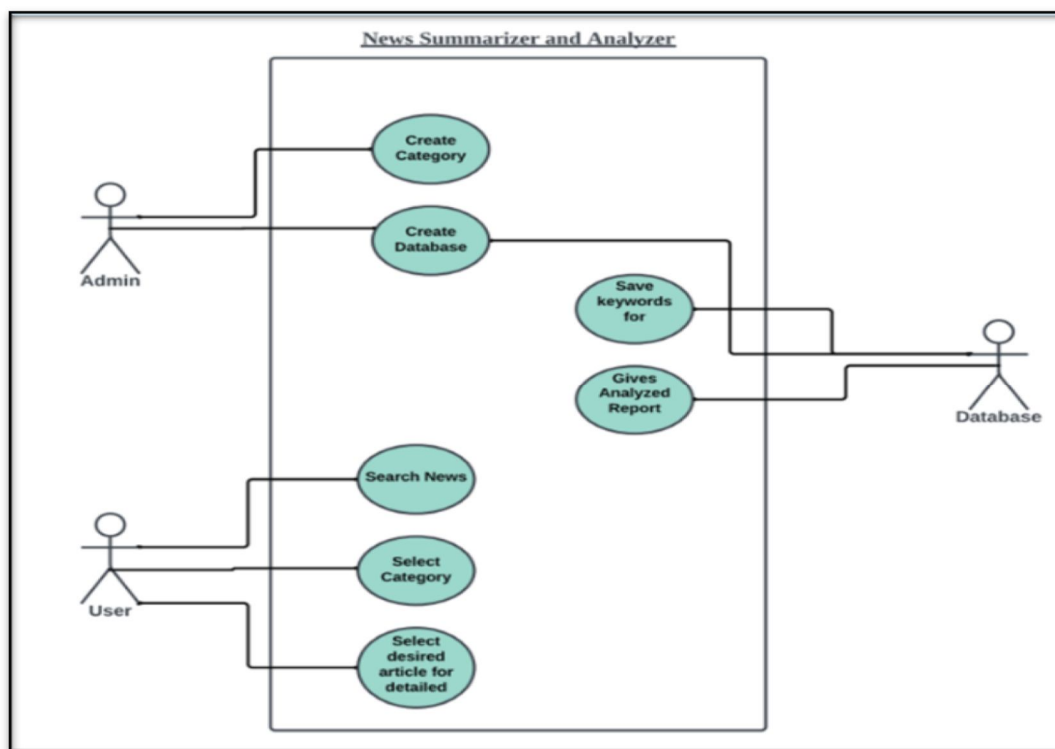 News Summarizer and Analyzer
Create
Category
Create
Database
Admin
Save
keywords
for
Gives
Analyzed
Report
Database
Search News
Select
Category
User
Select
desired
article for
detailed